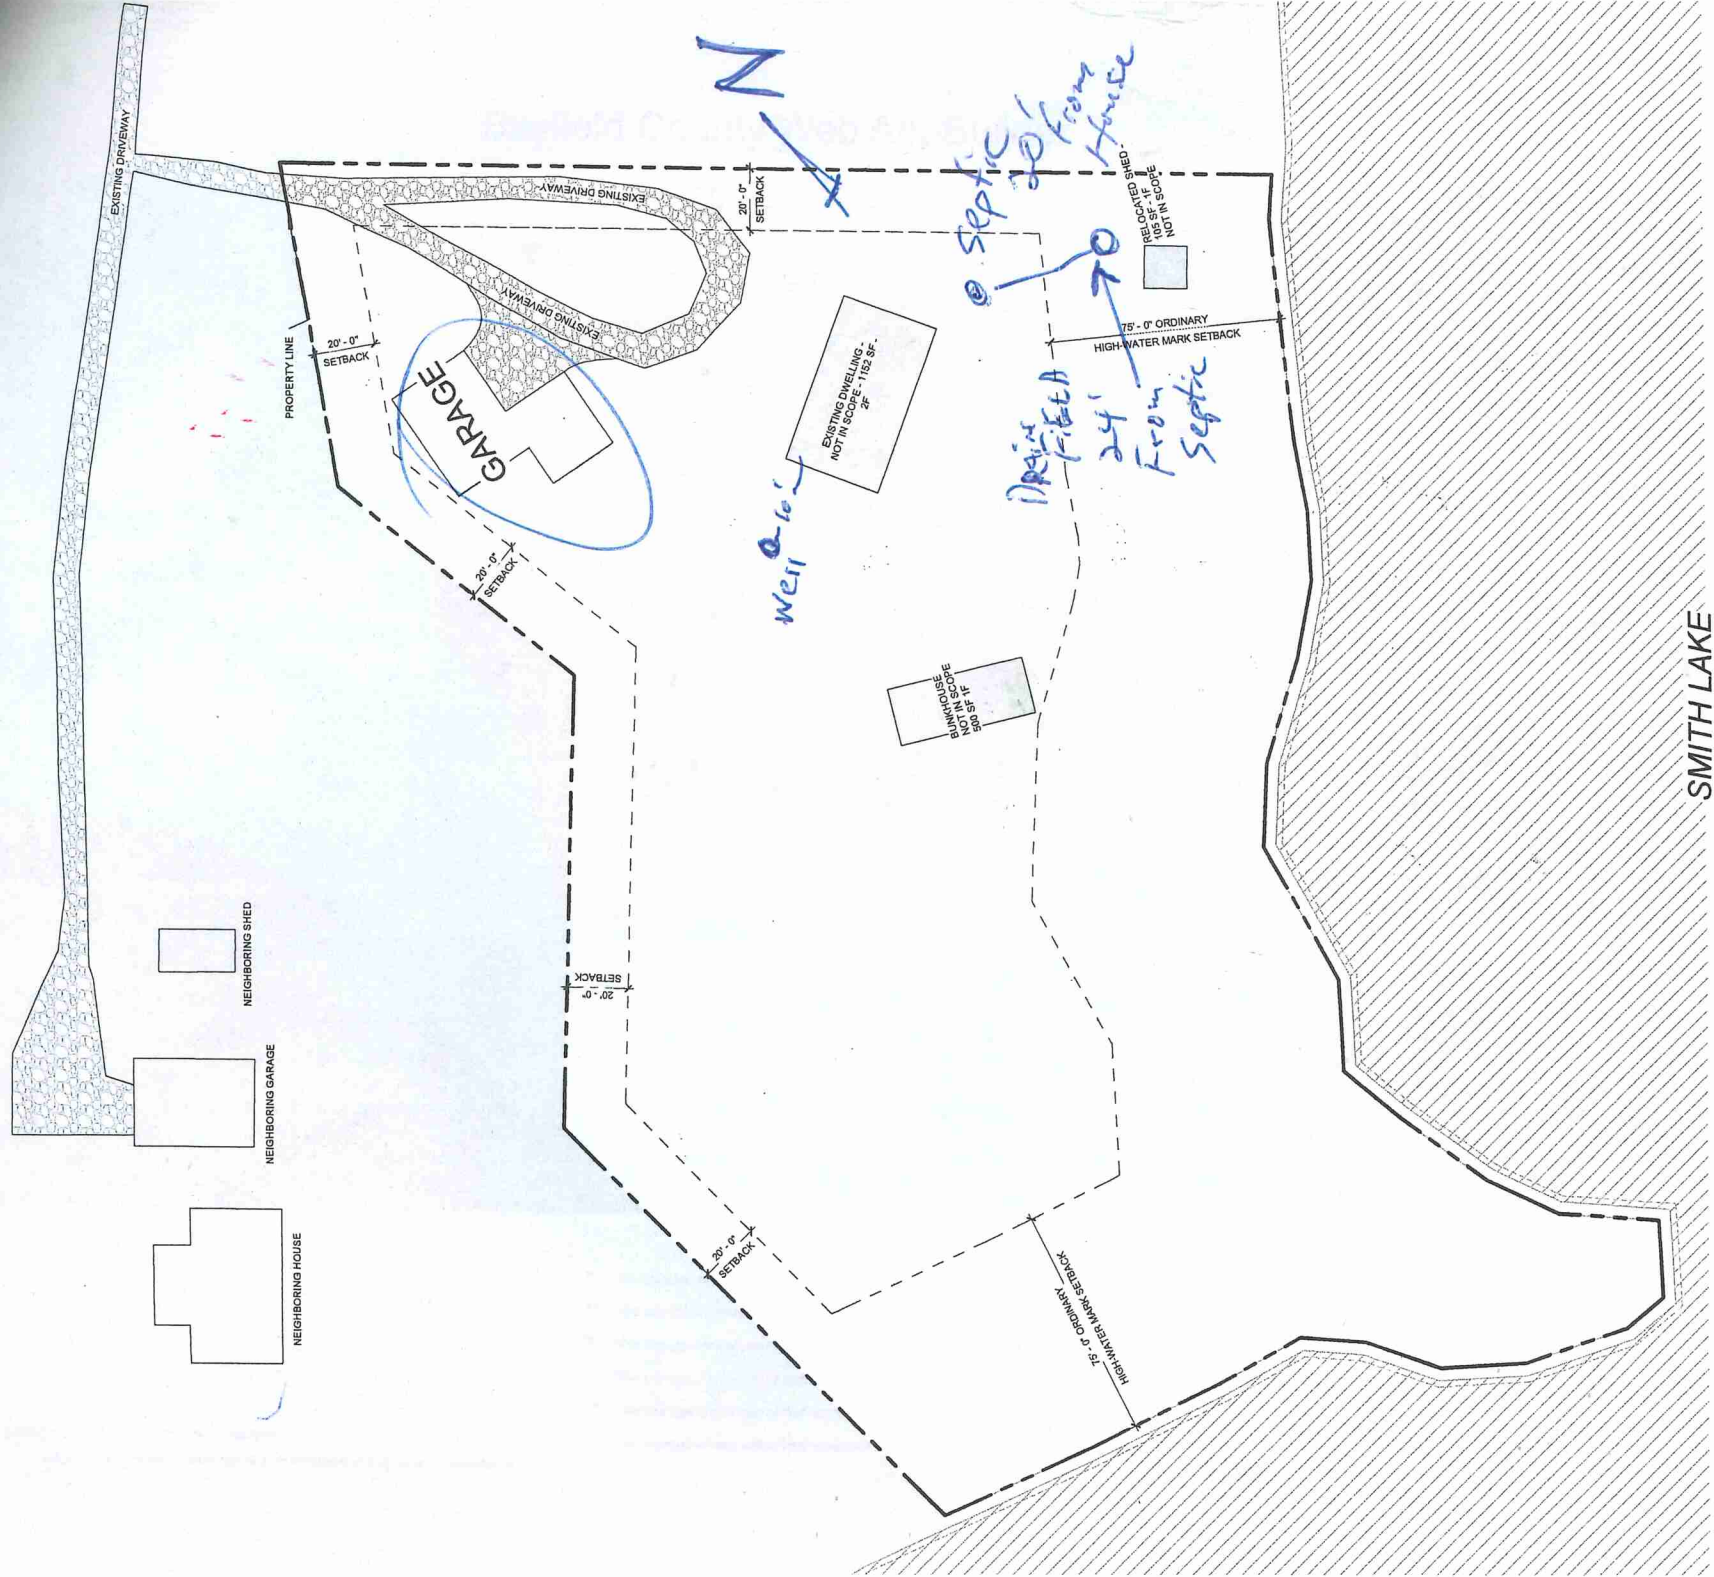 EXISTING DRIVEWAY
N
EXISTING DRIVEWAY
EXISTING DRIVEWAY
20' - 0"
SETBACK
Septic
20'
From
House
RELOCATED SHED -
105 SF - 1F
NOT IN SCOPE
PROPERTY LINE
20' - 0"
SETBACK
GARAGE
EXISTING DWELLING -
NOT IN SCOPE - 1152 SF -
2F
75' - 0" ORDINARY
HIGH-WATER MARK SETBACK
Drain
FiELD
24'
From
Septic
Well
20' - 0"
SETBACK
BUNKHOUSE
NOT IN SCOPE
500 SF 1F
SMITH LAKE
NEIGHBORING SHED
20' - 0"
SETBACK
NEIGHBORING GARAGE
NEIGHBORING HOUSE
20' - 0"
SETBACK
75' - 0" ORDINARY
HIGH-WATER MARK SETBACK